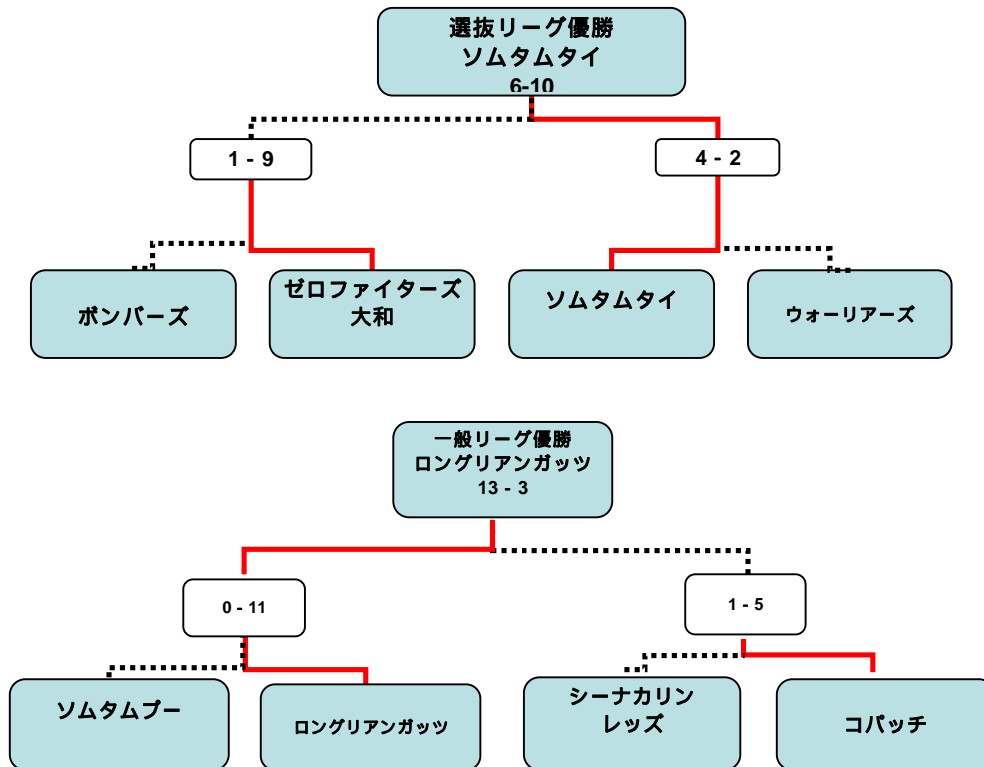 選抜リーグ優勝
ソムタムタイ
6-10
1 - 9
4 - 2
ボンバーズ
ゼロファイターズ
大和
ソムタムタイ
ウォーリアーズ
一般リーグ優勝
ロングリアンガッツ
13 - 3
0 - 11
1 - 5
ソムタムプー
ロングリアンガッツ
シーナカリン
レッズ
コパッチ